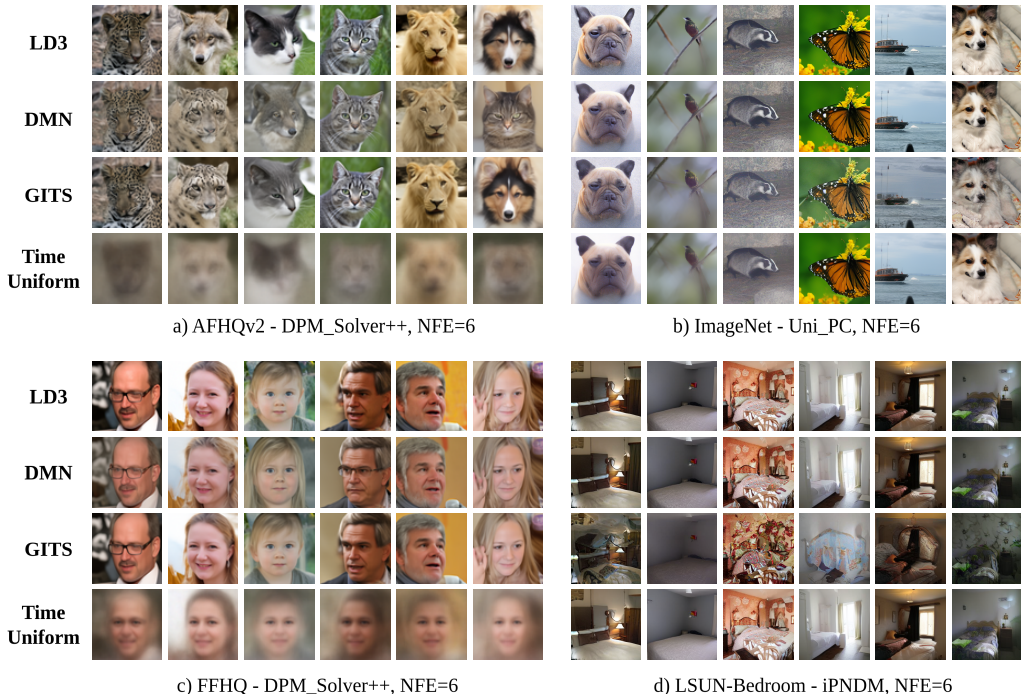 LD3
DMN
GITS
Time
Uniform
a) AFHQv2 - DPM_Solver++, NFE=6
b) ImageNet - Uni_PC, NFE=6
LD3
DMN
GITS
Time
Uniform
c) FFHQ - DPM_Solver++, NFE=6
d) LSUN-Bedroom - iPNDM, NFE=6